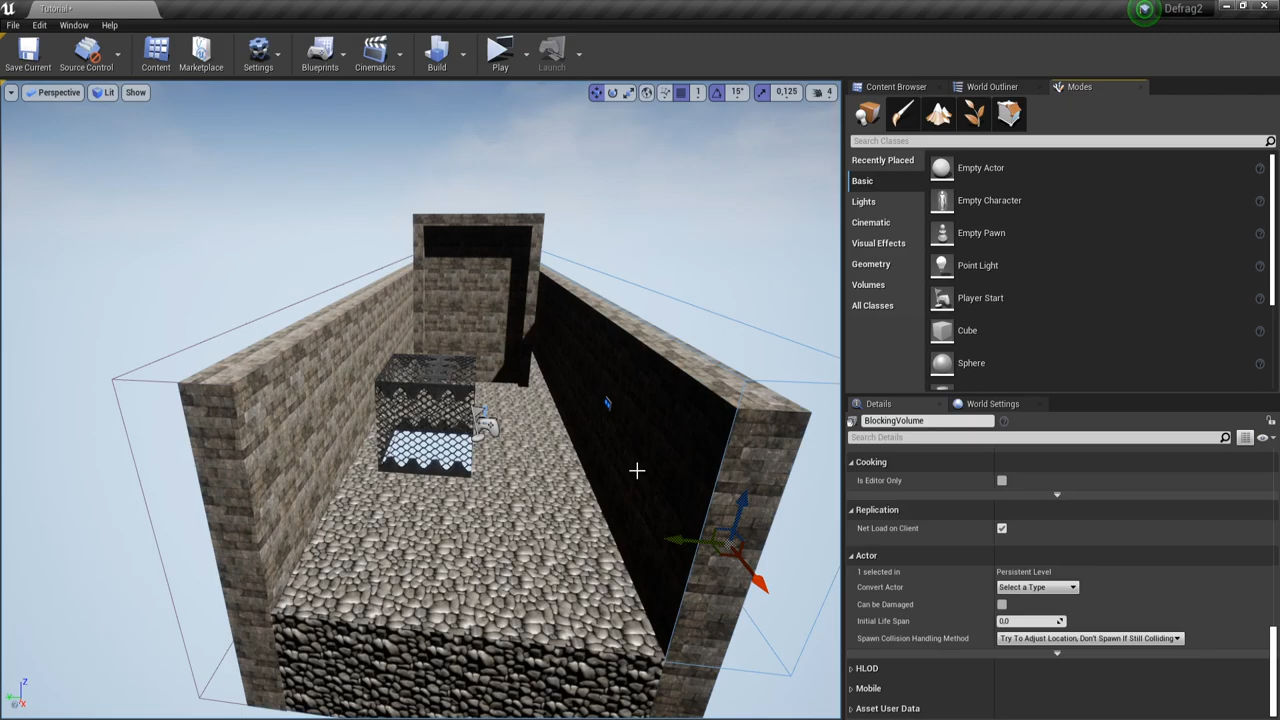 Tutorial*
Defrag2
File Edit Window Help
Save Current Source Control Content Marketplace Settings Blueprints Cinematics Build Play Launch
Perspective Lit Show 1 15° 0,125 4
Content Browser World Outliner Modes
Search Classes
Recently Placed
Basic
Lights
Cinematic
Visual Effects
Geometry
Volumes
All Classes
Empty Actor
Empty Character
Empty Pawn
Point Light
Player Start
Cube
Sphere
Details World Settings
BlockingVolume
Search Details
Cooking
Is Editor Only
Replication
Net Load on Client
Actor
1 selected in Persistent Level
Convert Actor Select a Type
Can be Damaged
Initial Life Span 0.0
Spawn Collision Handling Method Try To Adjust Location, Don't Spawn If Still Colliding
HLOD
Mobile
Asset User Data
Z
X